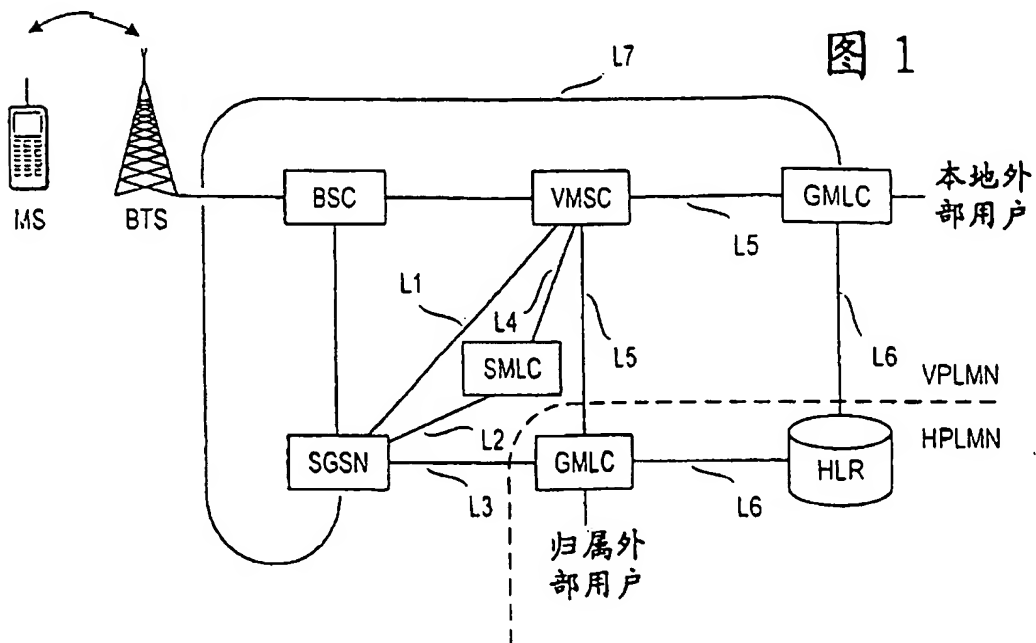 图 1
L7
MS
BTS
BSC
VMSC
GMLC
本地外
部用户
L5
L1
L4
L5
L6
SMLC
VPLMN
L2
HPLMN
SGSN
GMLC
HLR
L3
L6
归属外
部用户